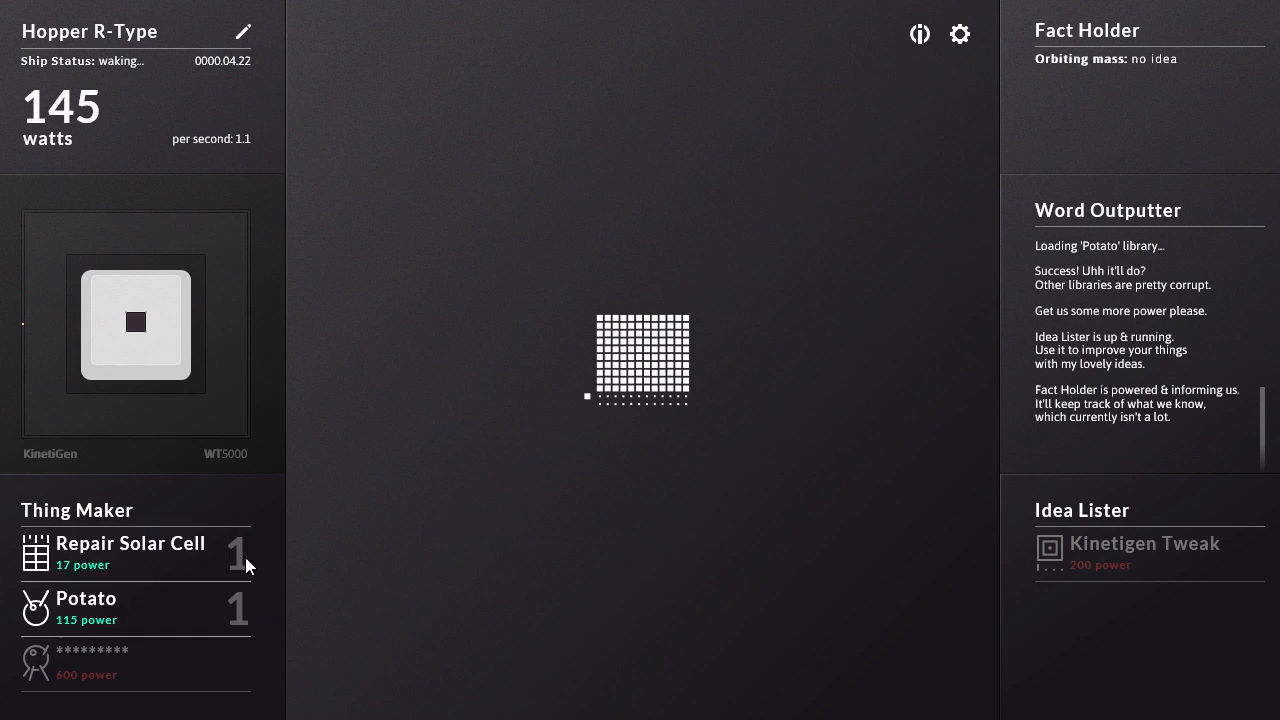 Hopper R-Type
Ship Status: waking... 0000.04.22
145
watts per second: 1.1
KinetiGen WT5000
Thing Maker
Repair Solar Cell 1
17 power
Potato 1
115 power
*********
600 power
Fact Holder
Orbiting mass: no idea
Word Outputter
Loading 'Potato' library...
Success! Uhh it'll do?
Other libraries are pretty corrupt.
Get us some more power please.
Idea Lister is up & running.
Use it to improve your things
with my lovely ideas.
Fact Holder is powered & informing us.
It'll keep track of what we know,
which currently isn't a lot.
Idea Lister
Kinetigen Tweak
200 power